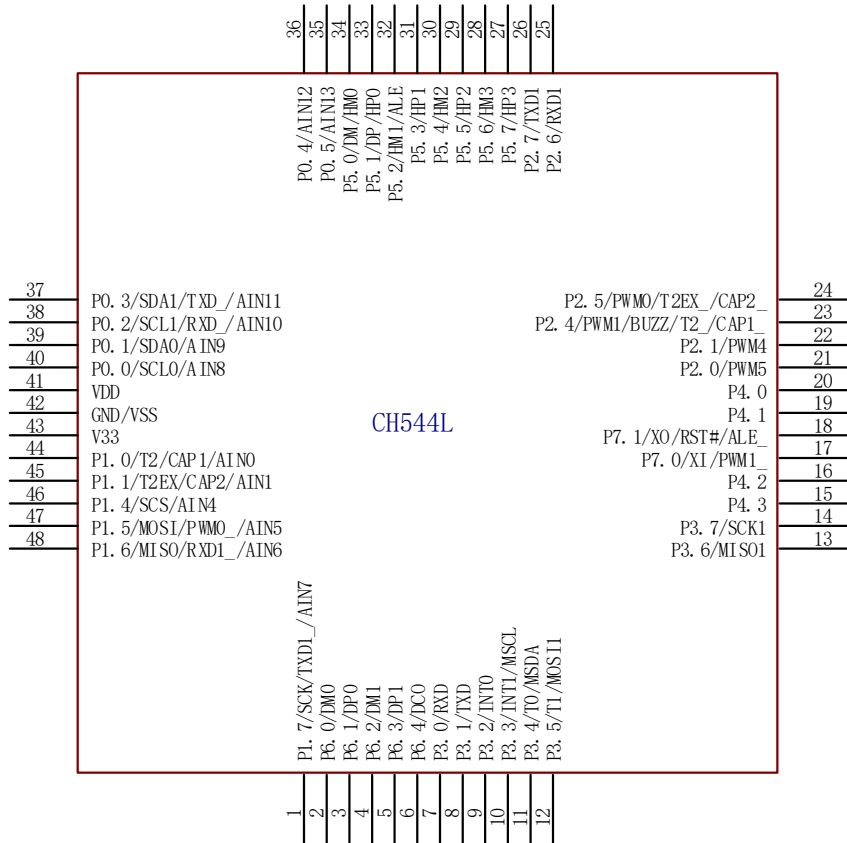 36 35 34 33 32 31 30 29 28 27 26 25
P0.4/AIN12
P0.5/AIN13
P5.0/DM/HM0
P5.1/DP/HP0
P5.2/HM1/ALE
P5.3/HP1
P5.4/HM2
P5.5/HP2
P5.6/HM3
P5.7/HP3
P2.7/TXD1
P2.6/RXD1
37 P0.3/SDA1/TXD_/AIN11
38 P0.2/SCL1/RXD_/AIN10
39 P0.1/SDA0/AIN9
40 P0.0/SCL0/AIN8
41 VDD
42 GND/VSS
43 V33
44 P1.0/T2/CAP1/AIN0
45 P1.1/T2EX/CAP2/AIN1
46 P1.4/SCS/AIN4
47 P1.5/MOSI/PWM0_/AIN5
48 P1.6/MISO/RXD1_/AIN6
CH544L
P2.5/PWM0/T2EX_/CAP2_ 24
P2.4/PWM1/BUZZ/T2_/CAP1_ 23
P2.1/PWM4 22
P2.0/PWM5 21
P4.0 20
P4.1 19
P7.1/XO/RST#/ALE_ 18
P7.0/XI/PWM1_ 17
P4.2 16
P4.3 15
P3.7/SCK1 14
P3.6/MISO1 13
P1.7/SCK/TXD1_/AIN7
P6.0/DM0
P6.1/DP0
P6.2/DM1
P6.3/DP1
P6.4/DCO
P3.0/RXD
P3.1/TXD
P3.2/INT0
P3.3/INT1/MSCL
P3.4/T0/MSDA
P3.5/T1/MOSI1
1 2 3 4 5 6 7 8 9 10 11 12